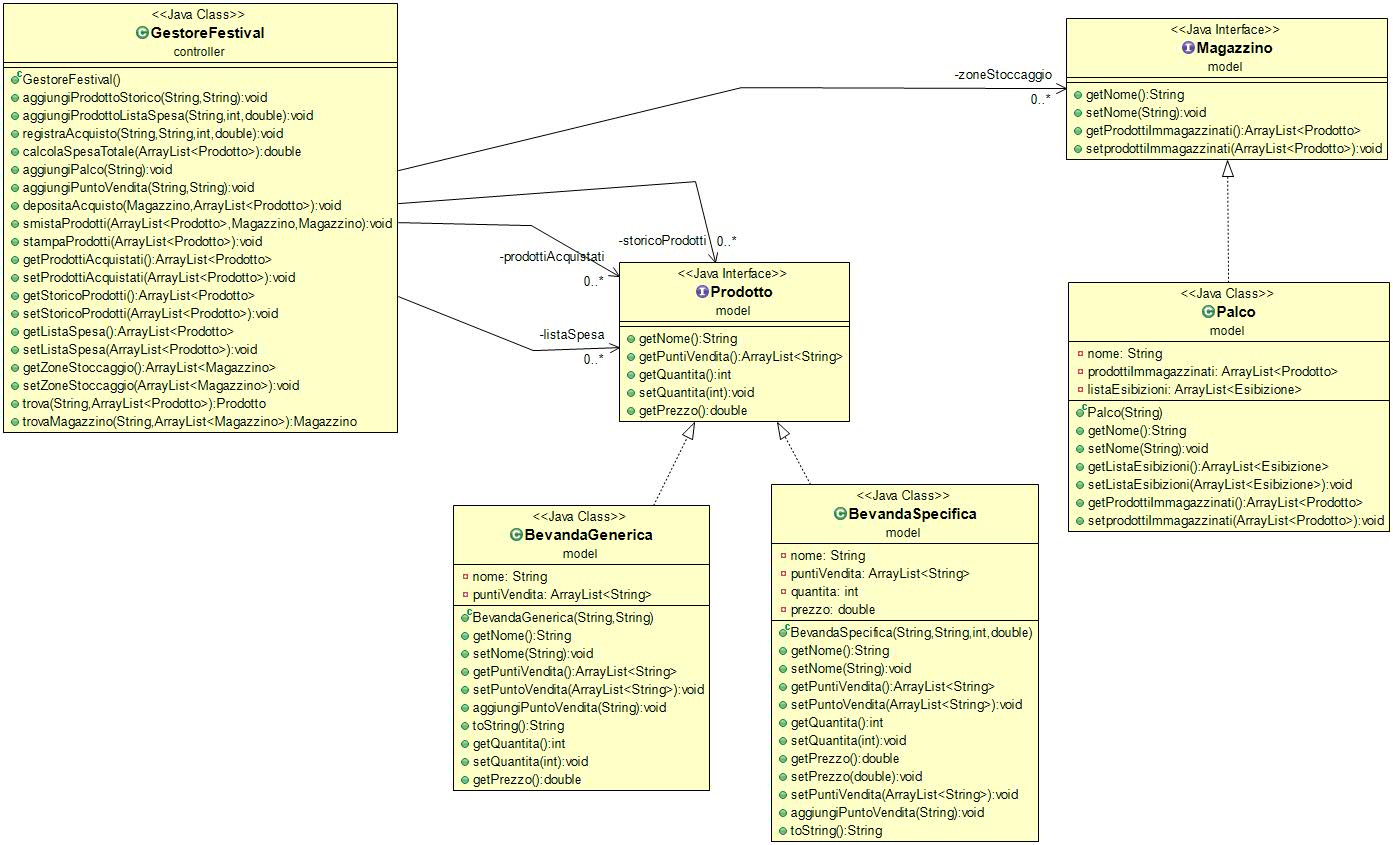 <<Java Class>>
GestoreFestival
controller
GestoreFestival()
aggiungiProdottoStorico(String,String):void
aggiungiProdottoListaSpesa(String,int,double):void
registraAcquisto(String,String,int,double):void
calcolaSpesaTotale(ArrayList<Prodotto>):double
aggiungiPalco(String):void
aggiungiPuntoVendita(String,String):void
depositaAcquisto(Magazzino,ArrayList<Prodotto>):void
smistaProdotti(ArrayList<Prodotto>,Magazzino,Magazzino):void
stampaProdotti(ArrayList<Prodotto>):void
getProdottiAcquistati():ArrayList<Prodotto>
setProdottiAcquistati(ArrayList<Prodotto>):void
getStoricoProdotti():ArrayList<Prodotto>
setStoricoProdotti(ArrayList<Prodotto>):void
getListaSpesa():ArrayList<Prodotto>
setListaSpesa(ArrayList<Prodotto>):void
getZoneStoccaggio():ArrayList<Magazzino>
setZoneStoccaggio(ArrayList<Magazzino>):void
trova(String,ArrayList<Prodotto>):Prodotto
trovaMagazzino(String,ArrayList<Magazzino>):Magazzino
-zoneStoccaggio
0..*
-storicoProdotti
0..*
-prodottiAcquistati
0..*
-listaSpesa
0..*
<<Java Interface>>
Magazzino
model
getNome():String
setNome(String):void
getProdottiImmagazzinati():ArrayList<Prodotto>
setprodottiImmagazzinati(ArrayList<Prodotto>):void
<<Java Interface>>
Prodotto
model
getNome():String
getPuntiVendita():ArrayList<String>
getQuantita():int
setQuantita(int):void
getPrezzo():double
<<Java Class>>
Palco
model
nome: String
prodottiImmagazzinati: ArrayList<Prodotto>
listaEsibizioni: ArrayList<Esibizione>
Palco(String)
getNome():String
setNome(String):void
getListaEsibizioni():ArrayList<Esibizione>
setListaEsibizioni(ArrayList<Esibizione>):void
getProdottiImmagazzinati():ArrayList<Prodotto>
setprodottiImmagazzinati(ArrayList<Prodotto>):void
<<Java Class>>
BevandaGenerica
model
nome: String
puntiVendita: ArrayList<String>
BevandaGenerica(String,String)
getNome():String
setNome(String):void
getPuntiVendita():ArrayList<String>
setPuntoVendita(ArrayList<String>):void
aggiungiPuntoVendita(String):void
toString():String
getQuantita():int
setQuantita(int):void
getPrezzo():double
<<Java Class>>
BevandaSpecifica
model
nome: String
puntiVendita: ArrayList<String>
quantita: int
prezzo: double
BevandaSpecifica(String,String,int,double)
getNome():String
setNome(String):void
getPuntiVendita():ArrayList<String>
setPuntoVendita(ArrayList<String>):void
getQuantita():int
setQuantita(int):void
getPrezzo():double
setPrezzo(double):void
setPuntiVendita(ArrayList<String>):void
aggiungiPuntoVendita(String):void
toString():String